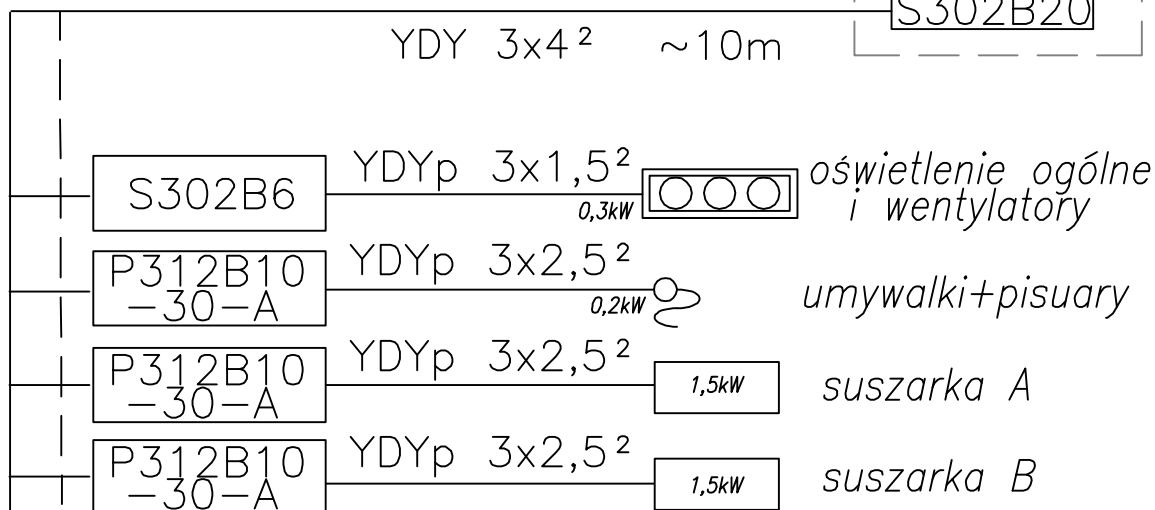 S302B20
YDY 3x4² ~10m
S302B6 YDYp 3x1,5² 0,3kW oświetlenie ogólne
i wentylatory
P312B10
-30-A YDYp 3x2,5² 0,2kW umywalki+pisuary
P312B10
-30-A YDYp 3x2,5² 1,5kW suszarka A
P312B10
-30-A YDYp 3x2,5² 1,5kW suszarka B